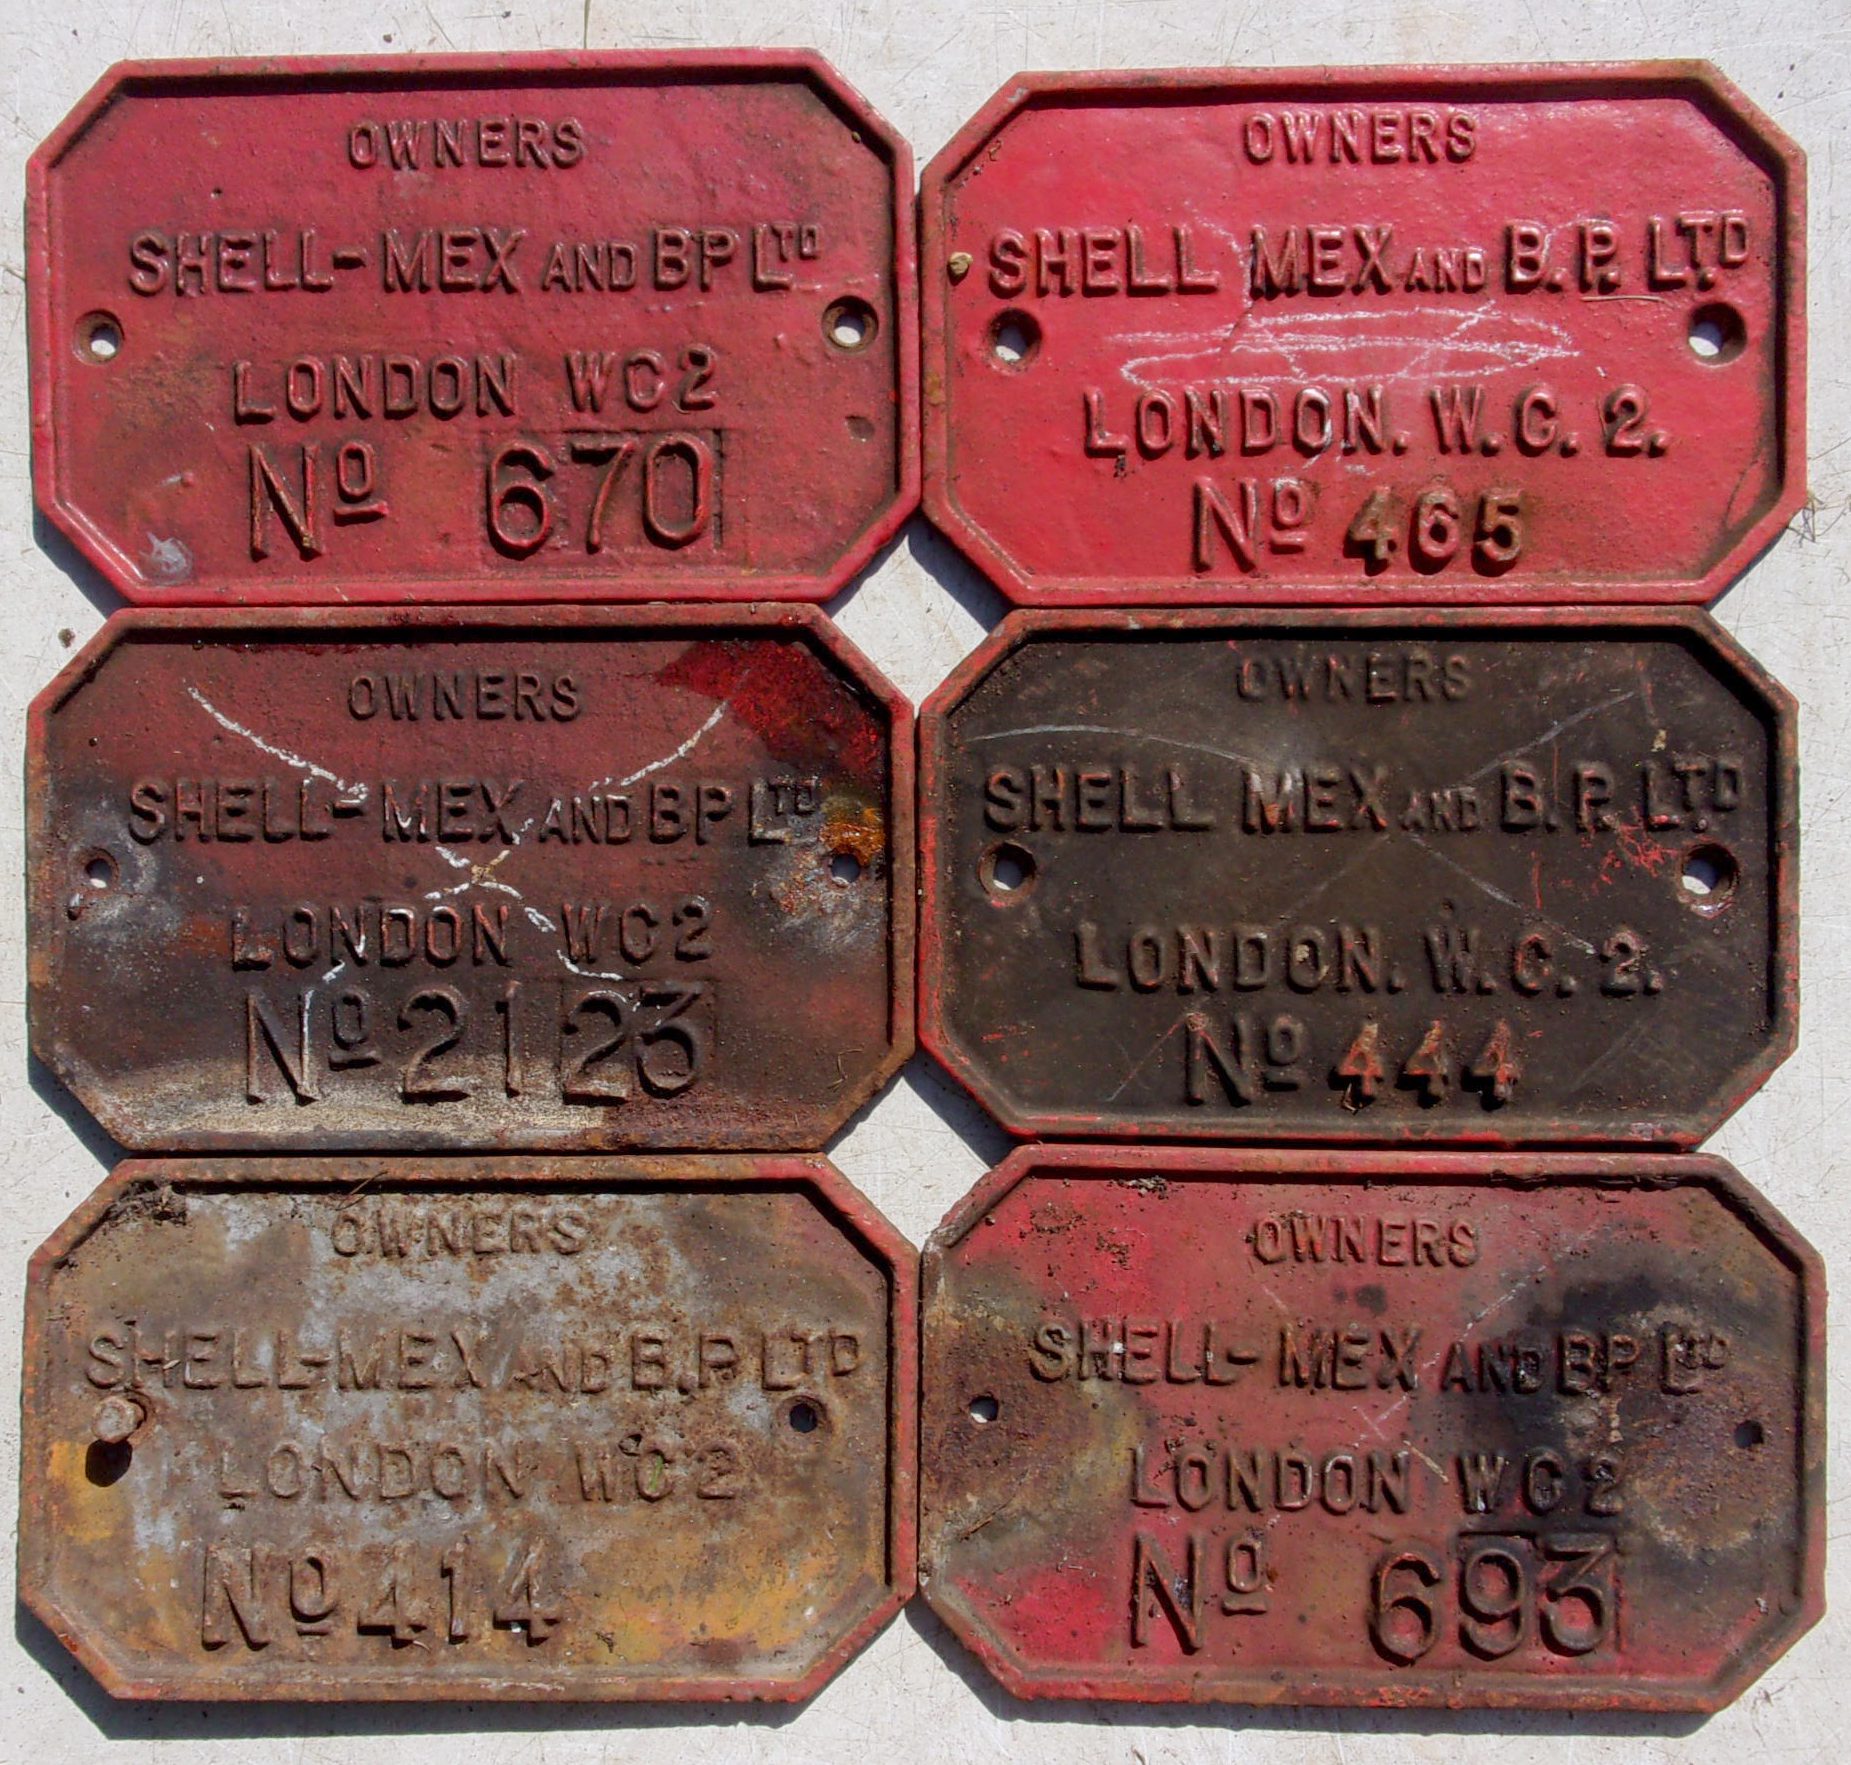 OWNERS
SHELL-MEX AND BP LTD
LONDON WC2
No 670
OWNERS
SHELL MEX AND B.P. LTD
LONDON. W.C. 2.
No 465
OWNERS
SHELL-MEX AND BP LTD
LONDON WC2
No 2123
OWNERS
SHELL MEX AND B.P. LTD
LONDON. W.C. 2.
No 444
OWNERS
SHELL-MEX AND B.P LTD
LONDON WC2
No 414
OWNERS
SHELL-MEX AND BP LTD
LONDON WC2
No 693